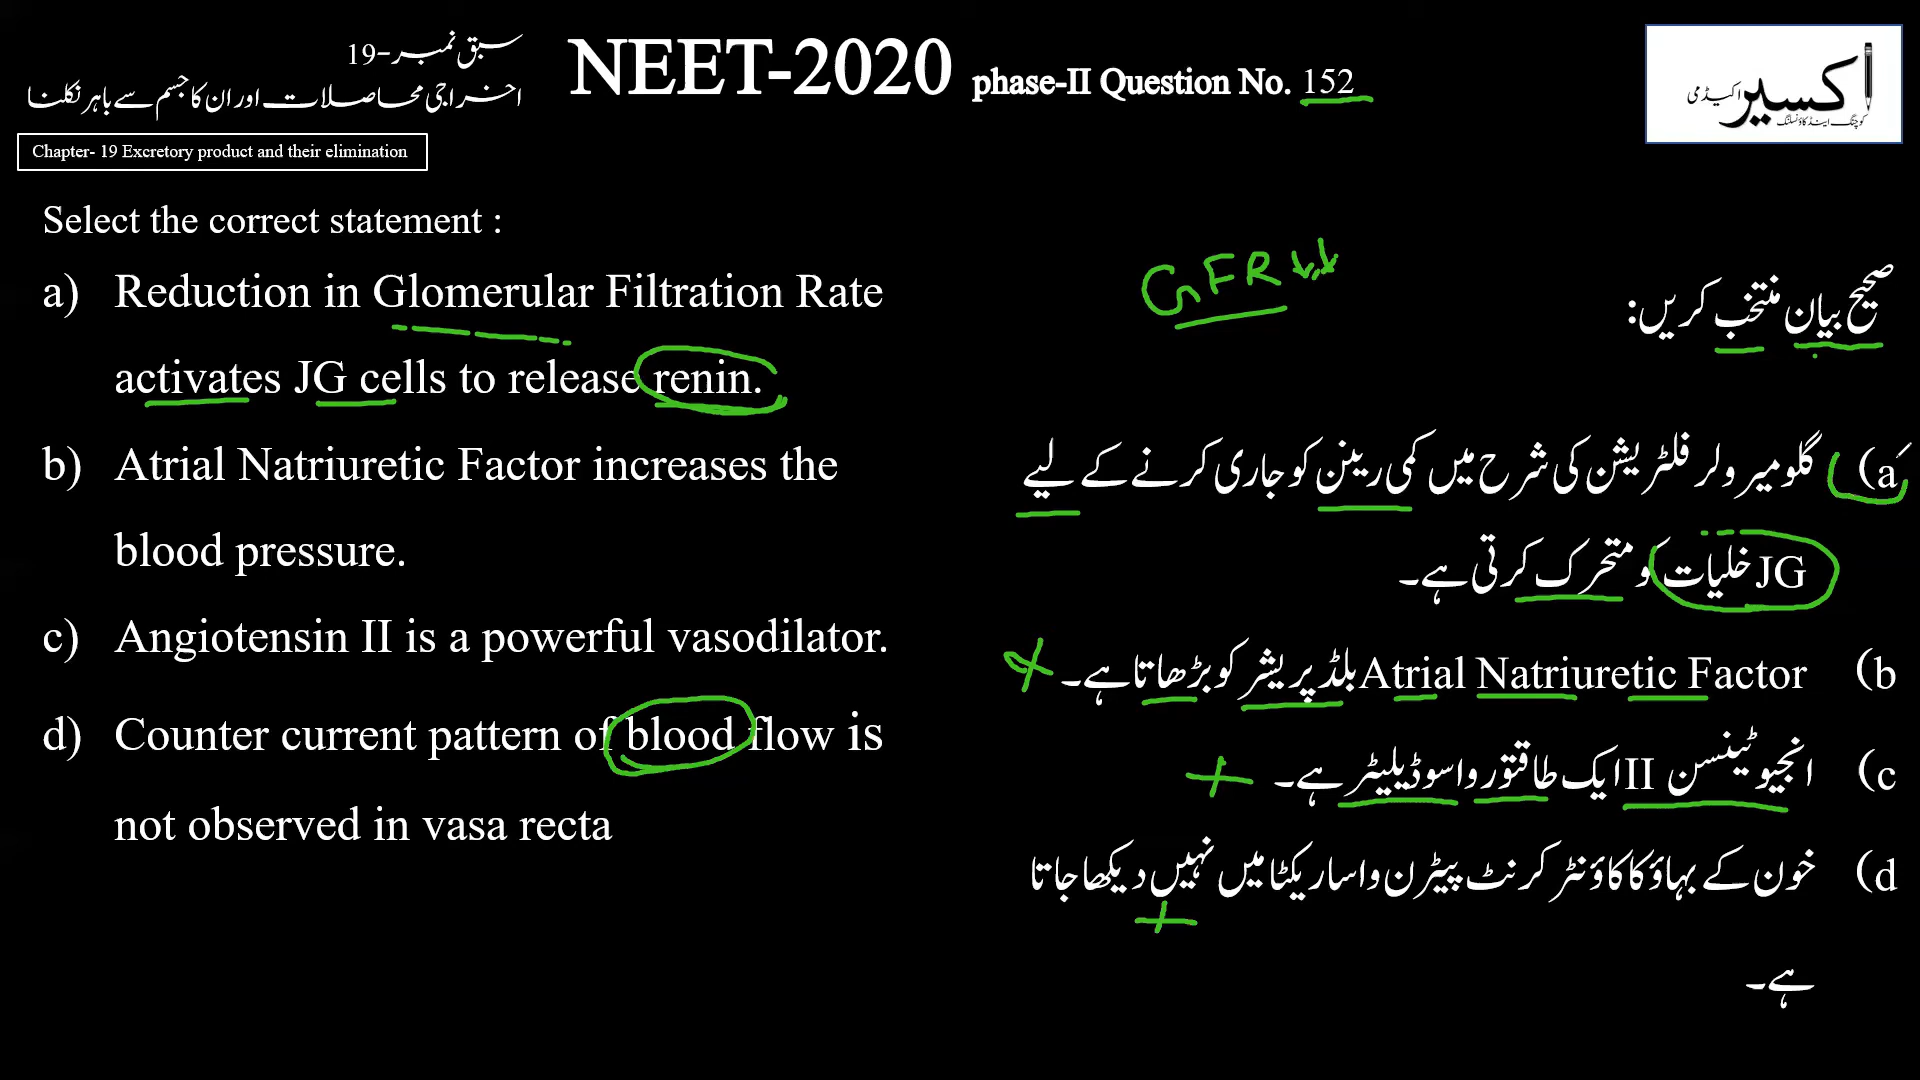 سبق نمبر-19
اخراجی محاصلات اور ان کا جسم سے باہر نکلنا
Chapter- 19 Excretory product and their elimination
NEET-2020 phase-II Question No. 152
اکسیر اکیڈمی
کوچنگ اینڈ کاؤنسلنگ
Select the correct statement :
a) Reduction in Glomerular Filtration Rate
activates JG cells to release renin.
b) Atrial Natriuretic Factor increases the
blood pressure.
c) Angiotensin II is a powerful vasodilator.
d) Counter current pattern of blood flow is
not observed in vasa recta
GFR ↓↓
صحیح بیان منتخب کریں:
a) گلومیرولر فلٹریشن کی شرح میں کمی رینن کو جاری کرنے کے لیے
JG خلیات کو متحرک کرتی ہے۔
b) Atrial Natriuretic Factor بلڈ پریشر کو بڑھاتا ہے۔
c) انجیوٹینسن II ایک طاقتور واسوڈیلیٹر ہے۔
d) خون کے بہاؤ کا کاؤنٹر کرنٹ پیٹرن واسا ریکٹا میں نہیں دیکھا جاتا
ہے۔